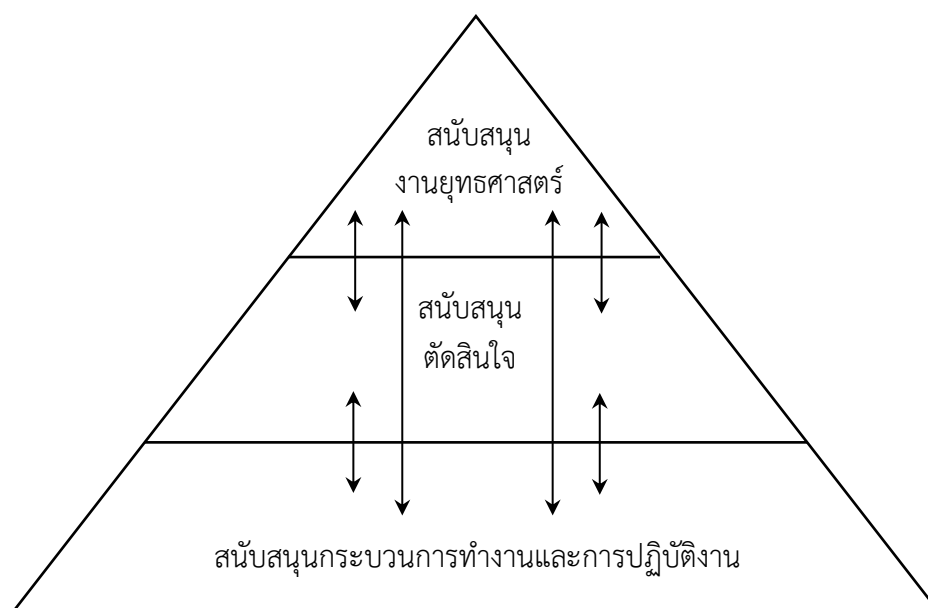 สนับสนุน
งานยุทธศาสตร์
สนับสนุน
ตัดสินใจ
สนับสนุนกระบวนการทำงานและการปฏิบัติงาน